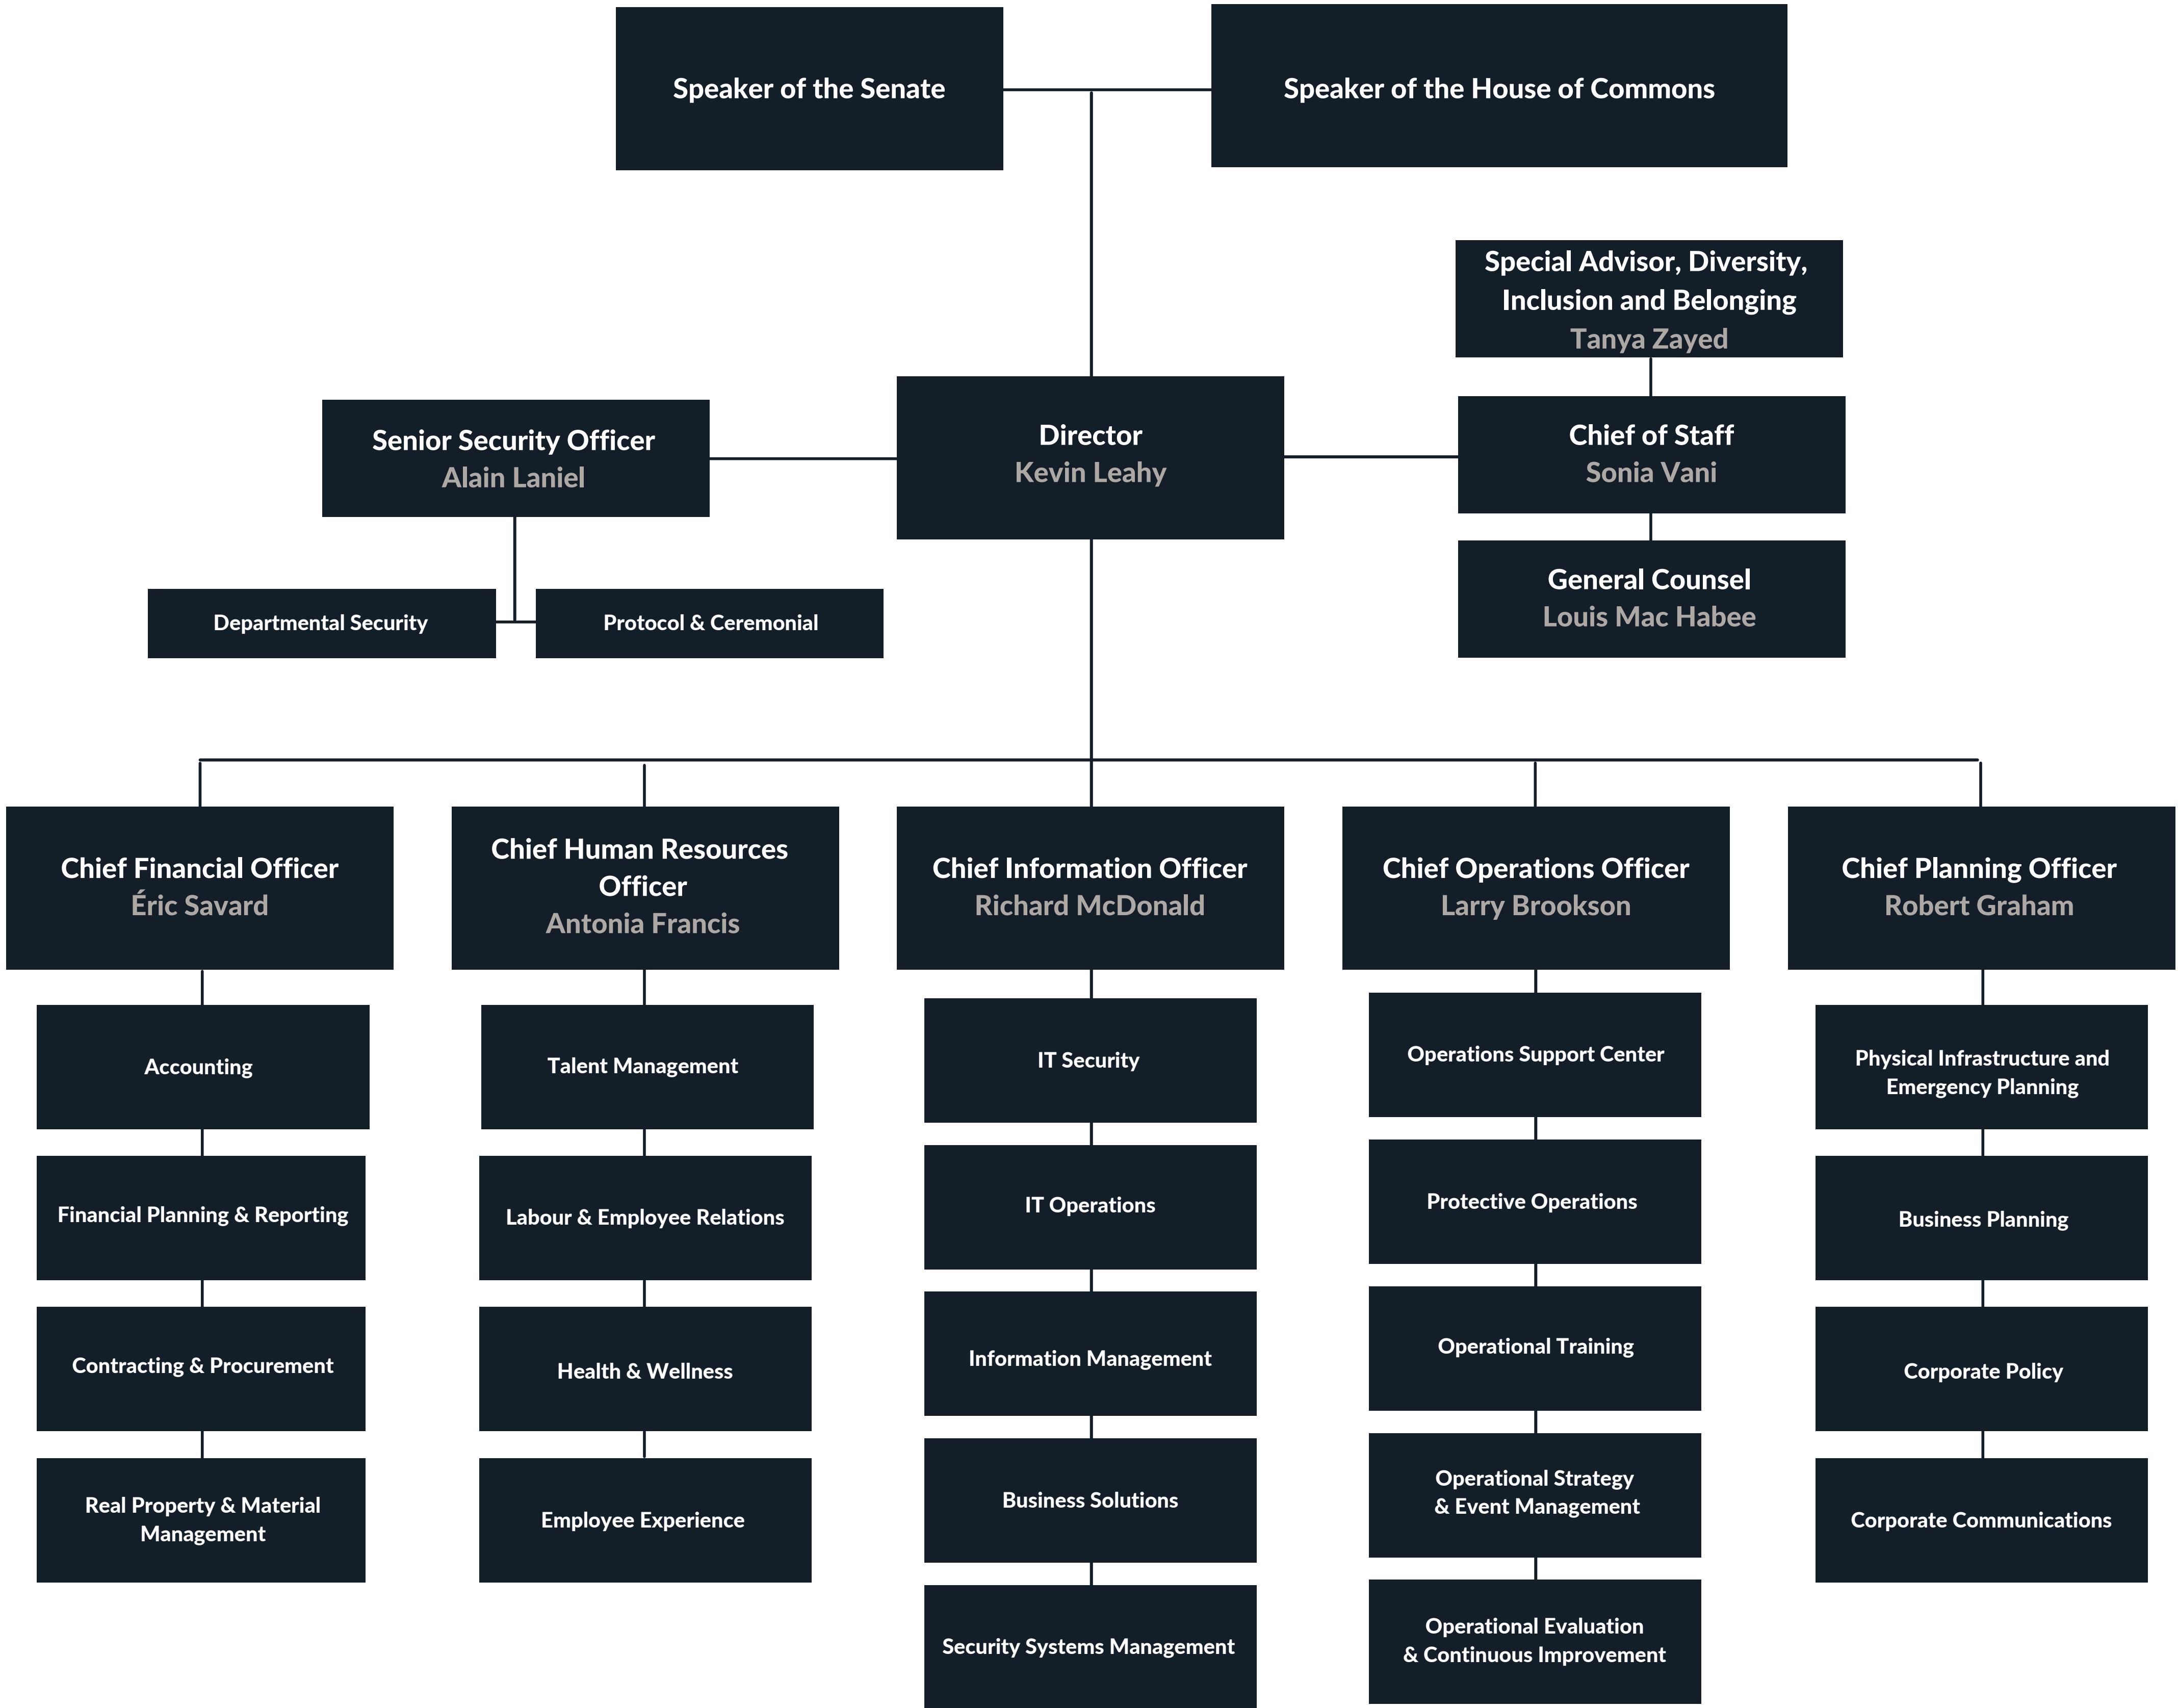 Speaker of the Senate
Speaker of the House of Commons
Special Advisor, Diversity,
Inclusion and Belonging
Tanya Zayed
Senior Security Officer
Alain Laniel
Director
Kevin Leahy
Chief of Staff
Sonia Vani
General Counsel
Louis Mac Habee
Departmental Security
Protocol & Ceremonial
Chief Financial Officer
Éric Savard
Chief Human Resources
Officer
Antonia Francis
Chief Information Officer
Richard McDonald
Chief Operations Officer
Larry Brookson
Chief Planning Officer
Robert Graham
Accounting
Financial Planning & Reporting
Contracting & Procurement
Real Property & Material
Management
Talent Management
Labour & Employee Relations
Health & Wellness
Employee Experience
IT Security
IT Operations
Information Management
Business Solutions
Security Systems Management
Operations Support Center
Protective Operations
Operational Training
Operational Strategy
& Event Management
Operational Evaluation
& Continuous Improvement
Physical Infrastructure and
Emergency Planning
Business Planning
Corporate Policy
Corporate Communications